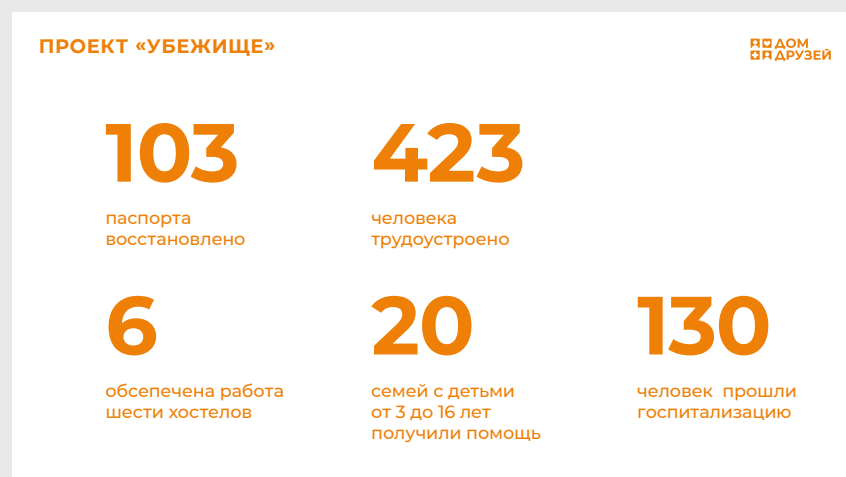 ПРОЕКТ «УБЕЖИЩЕ»
ДОМ
ДРУЗЕЙ
103
паспорта
восстановлено
423
человека
трудоустроено
6
обсепечена работа
шести хостелов
20
семей с детьми
от 3 до 16 лет
получили помощь
130
человек  прошли
госпитализацию